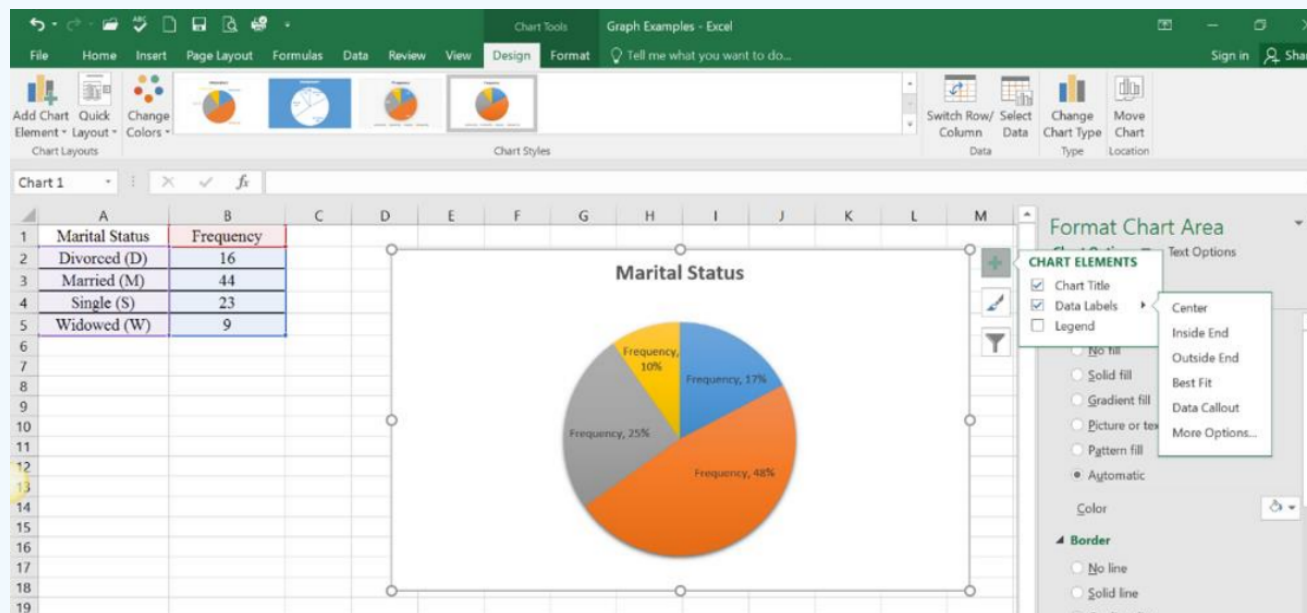 Chart Tools
Graph Examples - Excel
File Home Insert Page Layout Formulas Data Review View Design Format Tell me what you want to do... Sign in Shar
Add Chart Element
Quick Layout
Change Colors
Switch Row/ Column
Select Data
Change Chart Type
Move Chart
Chart Layouts Chart Styles Data Type Location
Chart 1 fx
A B C D E F G H I J K L M
1 Marital Status Frequency
2 Divorced (D) 16
3 Married (M) 44
4 Single (S) 23
5 Widowed (W) 9
6
7
8
9
10
11
12
13
14
15
16
17
18
19
Marital Status
Frequency, 10%
Frequency, 17%
Frequency, 25%
Frequency, 48%
Format Chart Area
Text Options
CHART ELEMENTS
Chart Title
Data Labels
Legend
Center
Inside End
Outside End
Best Fit
Data Callout
More Options...
No fill
Solid fill
Gradient fill
Picture or tex
Pattern fill
Automatic
Color
Border
No line
Solid line